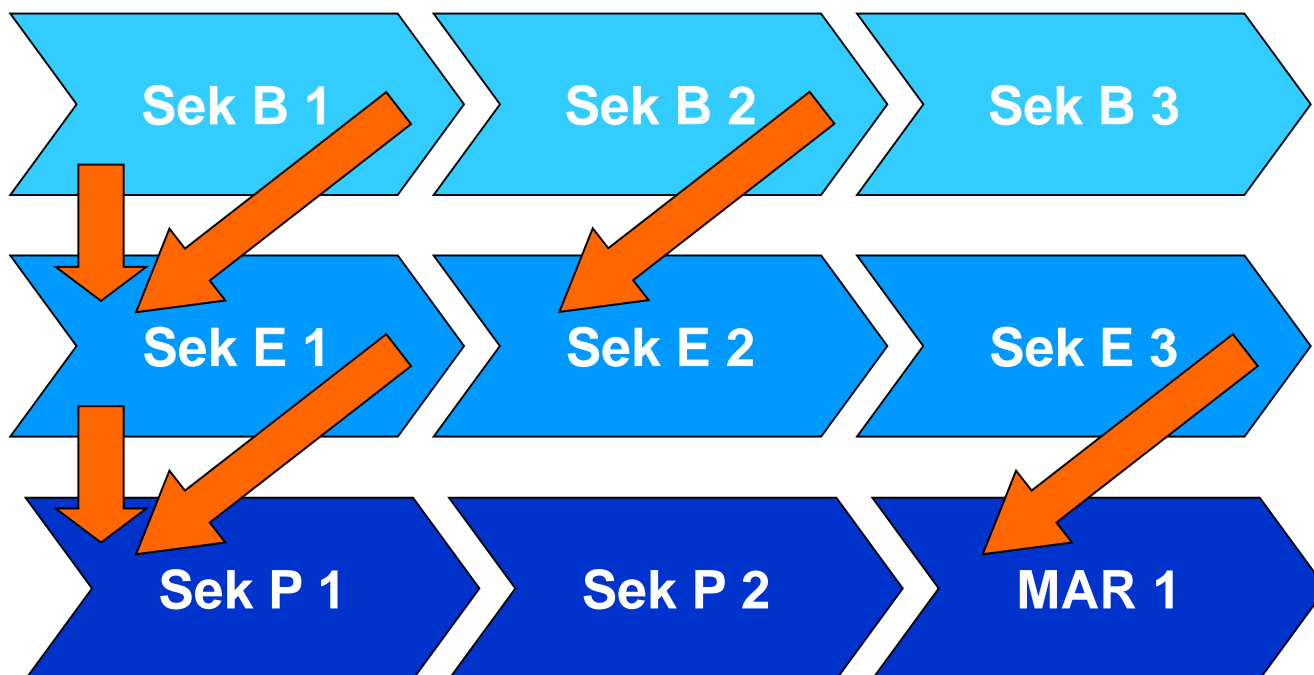 Sek B 1
Sek B 2
Sek B 3
Sek E 1
Sek E 2
Sek E 3
Sek P 1
Sek P 2
MAR 1